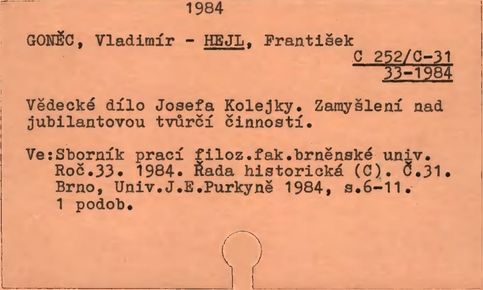 1984
GONĚC, Vladimír - HEJL, František
C 252/C-31
33-1984
Vědecké dílo Josefa Kolejky. Zamyšlení nad
jubilantovou tvůrčí činností.
Ve:Sborník prací filoz.fak.brněnské univ.
Roč.33. 1984. Řada historická (C). Č.31.
Brno, Univ.J.E.Purkyně 1984, s.6-11.
1 podob.